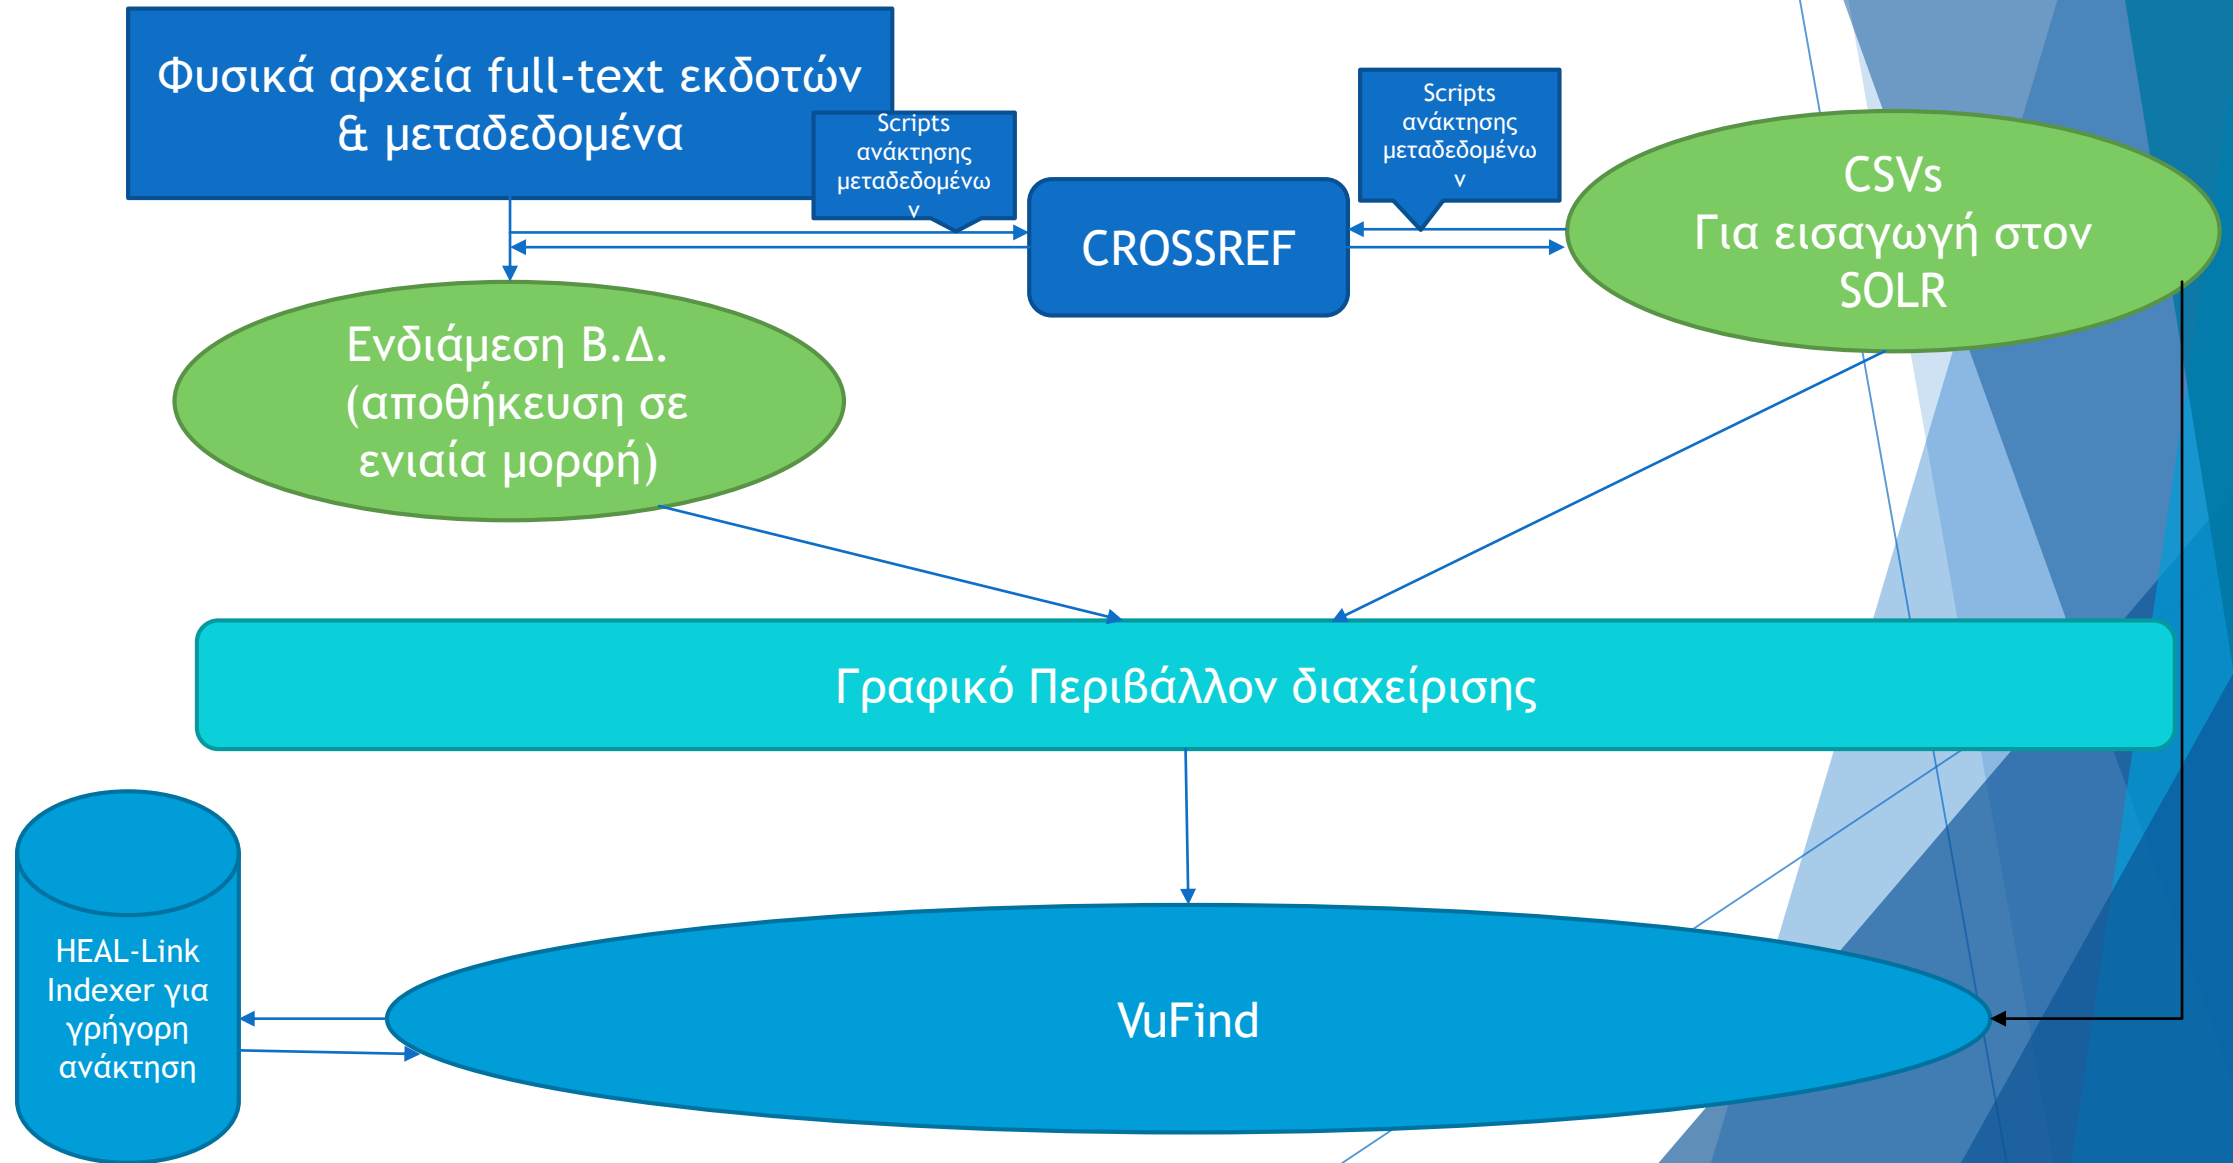 Φυσικά αρχεία full-text εκδοτών
& μεταδεδομένα
Scripts
ανάκτησης
μεταδεδομένω
ν
CROSSREF
Scripts
ανάκτησης
μεταδεδομένω
ν
CSVs
Για εισαγωγή στον
SOLR
Ενδιάμεση Β.Δ.
(αποθήκευση σε
ενιαία μορφή)
Γραφικό Περιβάλλον διαχείρισης
HEAL-Link
Indexer για
γρήγορη
ανάκτηση
VuFind